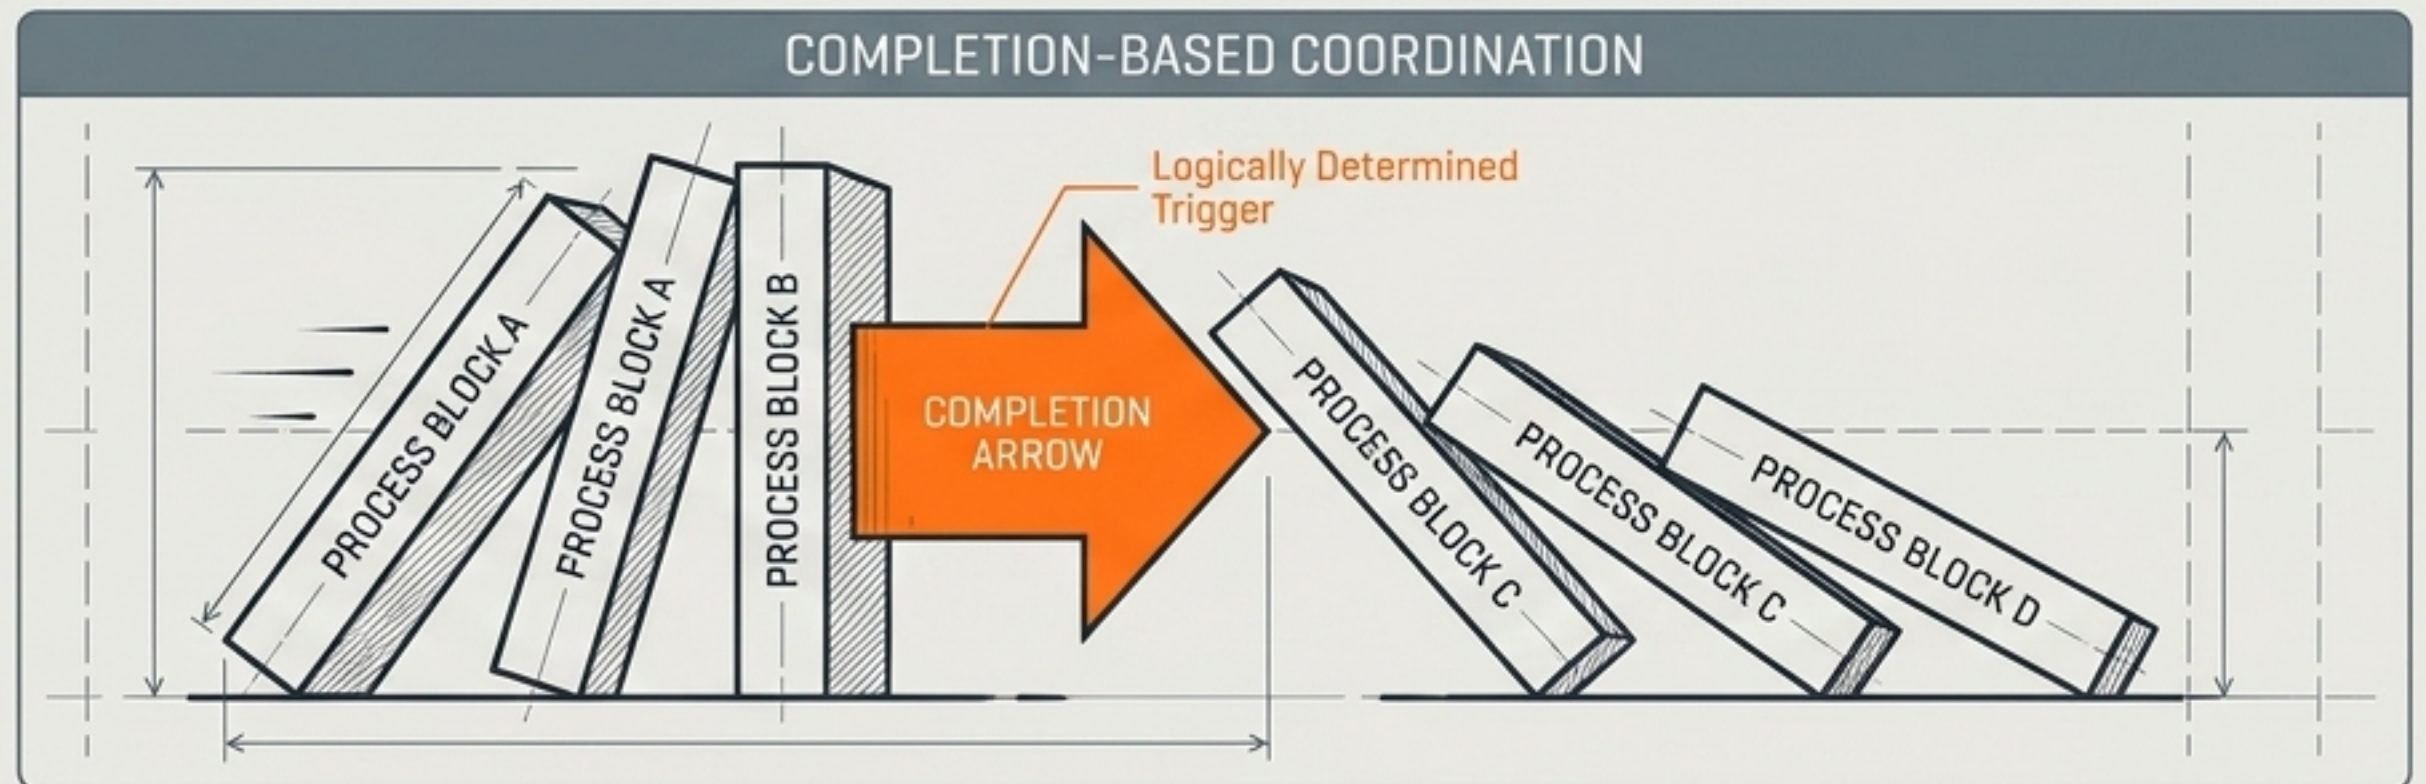 COMPLETION-BASED COORDINATION
Logically Determined
Trigger
PROCESS BLOCK A
PROCESS BLOCK A
PROCESS BLOCK B
COMPLETION
ARROW
PROCESS BLOCK C
PROCESS BLOCK C
PROCESS BLOCK D